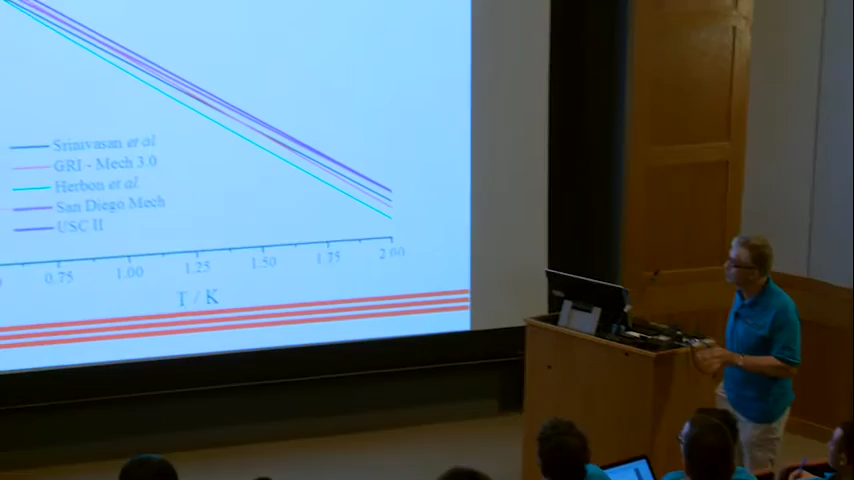 Srinivasan et al
GRI - Mech 3.0
Herbon et al
San Diego Mech
USC II
0.75 1.00 1.25 1.50 1.75 2.00
T / K